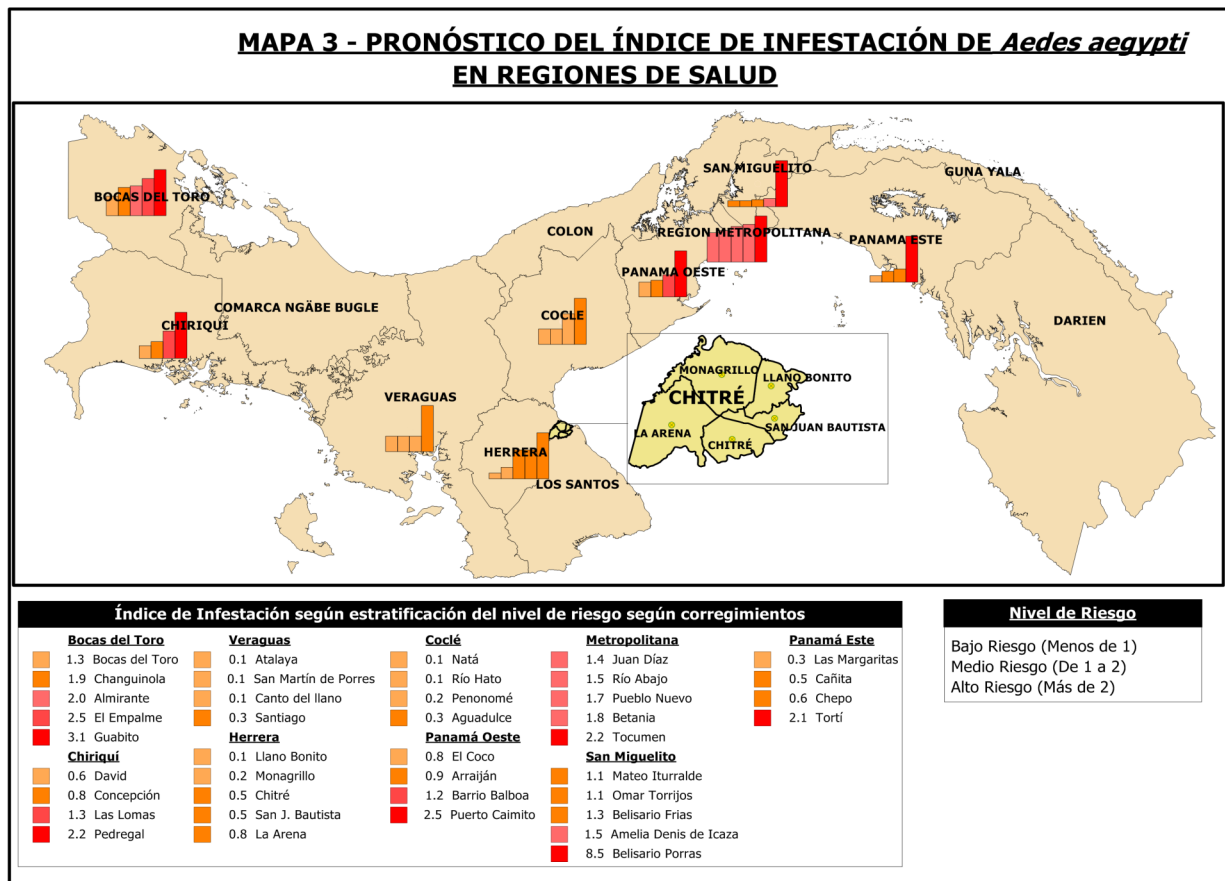 MAPA 3 - PRONÓSTICO DEL ÍNDICE DE INFESTACIÓN DE Aedes aegypti
EN REGIONES DE SALUD
SAN MIGUELITO
GUNA YALA
BOCAS DEL TORO
COLON
REGION METROPOLITANA
PANAMA ESTE
PANAMA OESTE
COMARCA NGÄBE BUGLE
CHIRIQUÍ
COCLE
DARIEN
MONAGRILLO
LLANO BONITO
CHITRÉ
VERAGUAS
SANJUAN BAUTISTA
LA ARENA
CHITRÉ
HERRERA
LOS SANTOS
Índice de Infestación según estratificación del nivel de riesgo según corregimientos
Bocas del Toro
1.3 Bocas del Toro
1.9 Changuinola
2.0 Almirante
2.5 El Empalme
3.1 Guabito
Chiriquí
0.6 David
0.8 Concepción
1.3 Las Lomas
2.2 Pedregal
Veraguas
0.1 Atalaya
0.1 San Martín de Porres
0.1 Canto del llano
0.3 Santiago
Herrera
0.1 Llano Bonito
0.2 Monagrillo
0.5 Chitré
0.5 San J. Bautista
0.8 La Arena
Coclé
0.1 Natá
0.1 Río Hato
0.2 Penonomé
0.3 Aguadulce
Panamá Oeste
0.8 El Coco
0.9 Arraiján
1.2 Barrio Balboa
2.5 Puerto Caimito
Metropolitana
1.4 Juan Díaz
1.5 Río Abajo
1.7 Pueblo Nuevo
1.8 Betania
2.2 Tocumen
San Miguelito
1.1 Mateo Iturralde
1.1 Omar Torrijos
1.3 Belisario Frias
1.5 Amelia Denis de Icaza
8.5 Belisario Porras
Panamá Este
0.3 Las Margaritas
0.5 Cañita
0.6 Chepo
2.1 Tortí
Nivel de Riesgo
Bajo Riesgo (Menos de 1)
Medio Riesgo (De 1 a 2)
Alto Riesgo (Más de 2)